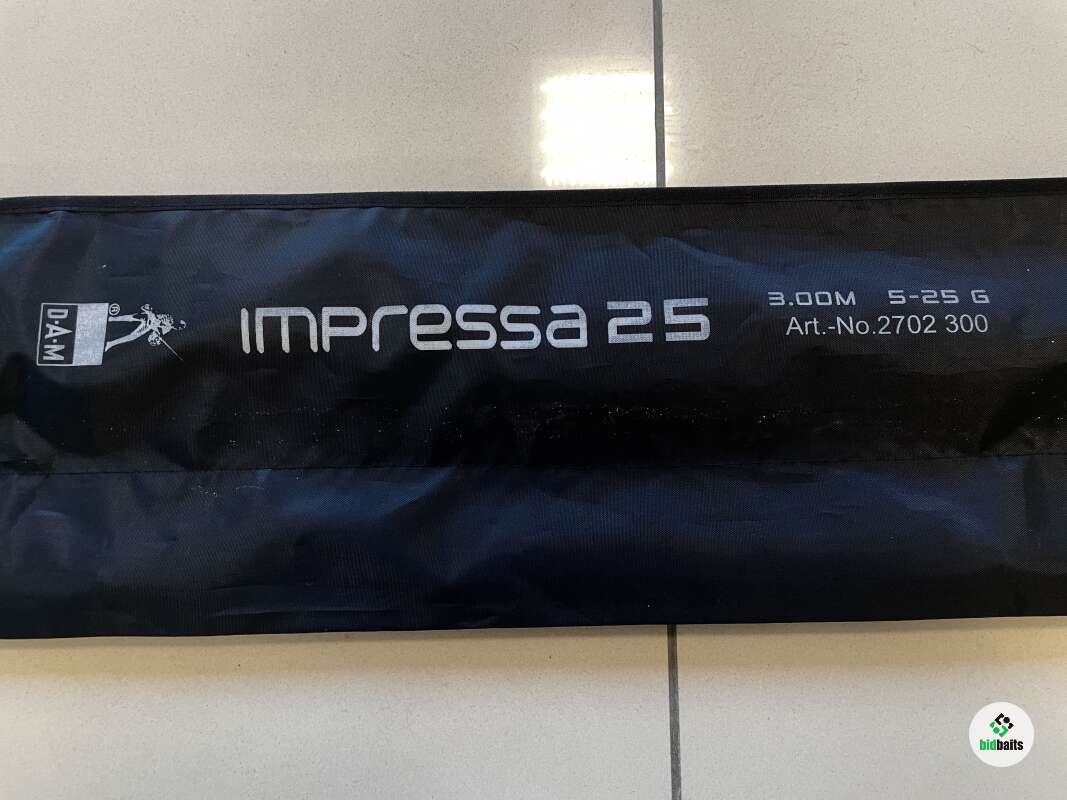 D·A·M
®
impressa 25
3.00M 5-25 G
Art.-No.2702 300
bidbaits